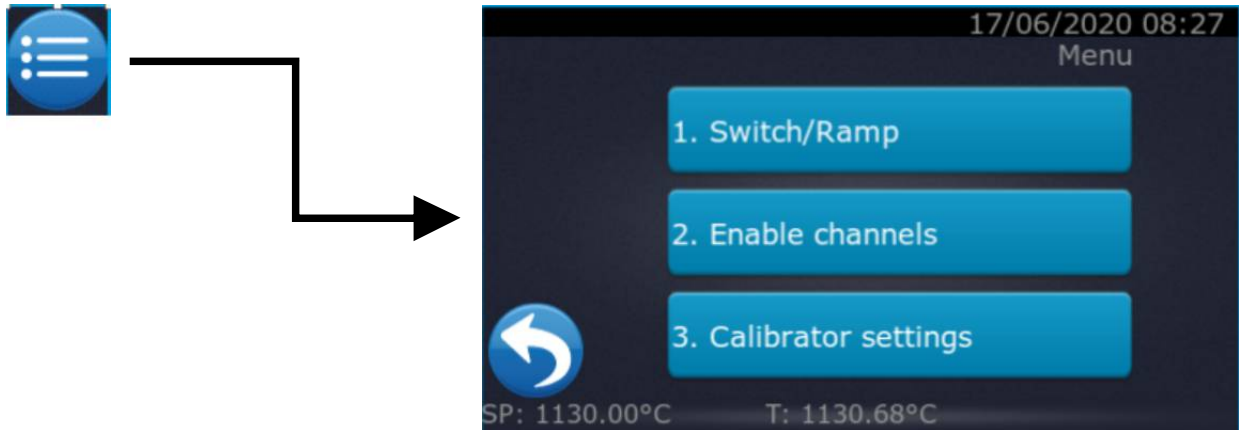 17/06/2020 08:27
Menu
1. Switch/Ramp
2. Enable channels
3. Calibrator settings
SP: 1130.00°C T: 1130.68°C